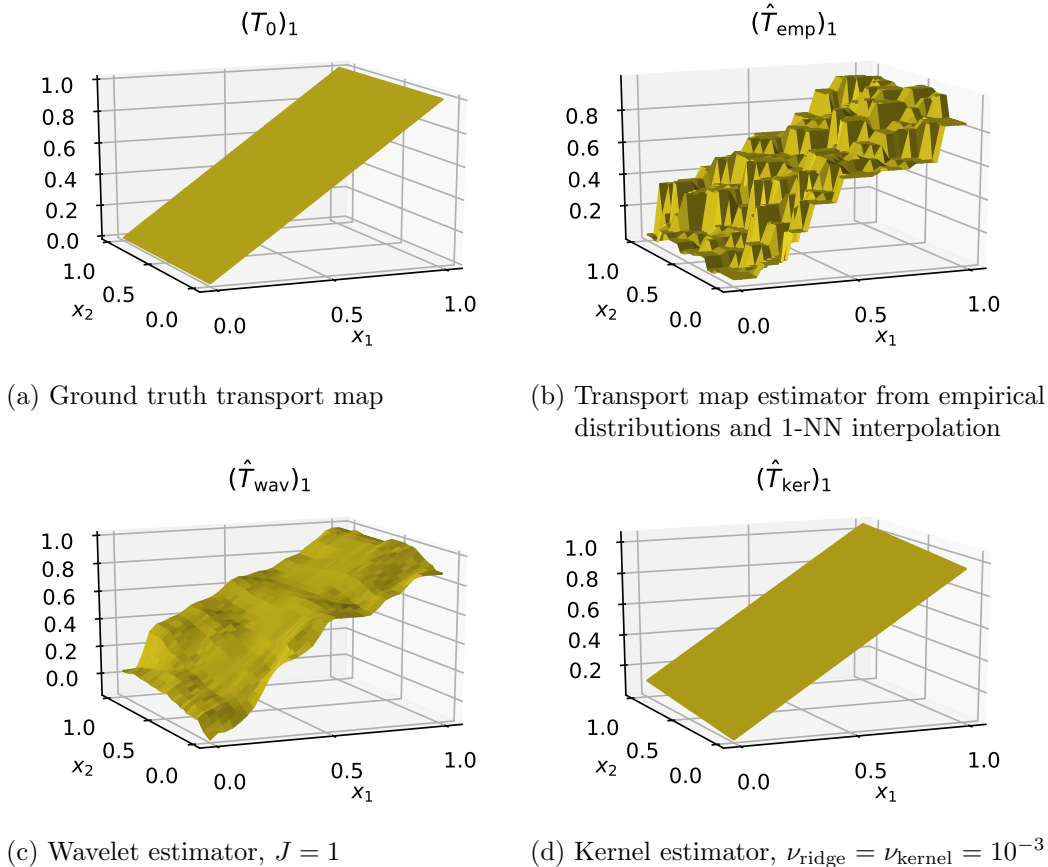 (T₀)₁
1.0
0.8
0.6
0.4
0.2
0.0
1.0
0.5
0.0
x₂
0.0
0.5
1.0
x₁
(a) Ground truth transport map
(T̂emp)₁
0.8
0.6
0.4
0.2
1.0
0.5
0.0
x₂
0.0
0.5
1.0
x₁
(b) Transport map estimator from empirical
distributions and 1-NN interpolation
(T̂wav)₁
1.0
0.8
0.6
0.4
0.2
0.0
1.0
0.5
0.0
x₂
0.0
0.5
1.0
x₁
(c) Wavelet estimator, J = 1
(T̂ker)₁
1.0
0.8
0.6
0.4
0.2
1.0
0.5
0.0
x₂
0.0
0.5
1.0
x₁
(d) Kernel estimator, ν_ridge = ν_kernel = 10⁻³